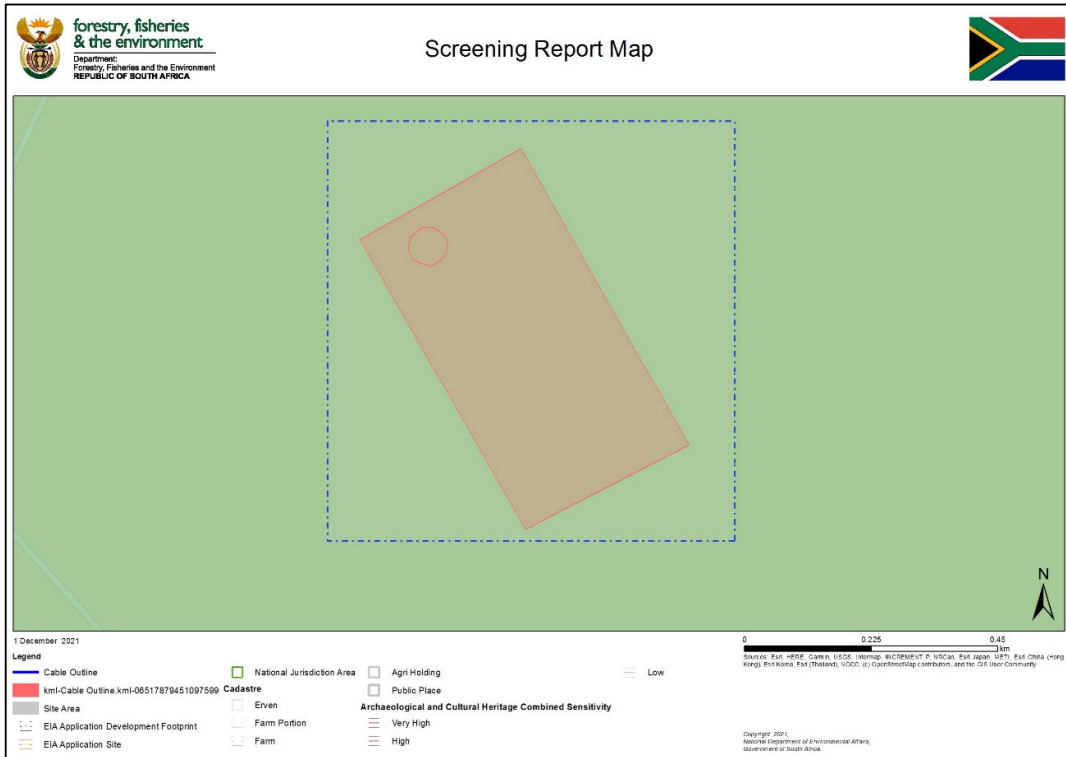 forestry, fisheries
& the environment
Department:
Forestry, Fisheries and the Environment
REPUBLIC OF SOUTH AFRICA
Screening Report Map
N
1 December 2021
Legend
Cable Outline
kml-Cable Outline.kml-06517879451097599
Site Area
EIA Application Development Footprint
EIA Application Site
National Jurisdiction Area
Cadastre
Erven
Farm Portion
Farm
Agri Holding
Public Place
Archaeological and Cultural Heritage Combined Sensitivity
Very High
High
Low
0 0.225 0.45
km
Sources: Esri, HERE, Garmin, USGS, Intermap, INCREMENT P, NRCan, Esri Japan, METI, Esri China (Hong
Kong), Esri Korea, Esri (Thailand), NGCC, (c) OpenStreetMap contributors, and the GIS User Community
Copyright: 2021,
National Department of Environmental Affairs,
Government of South Africa